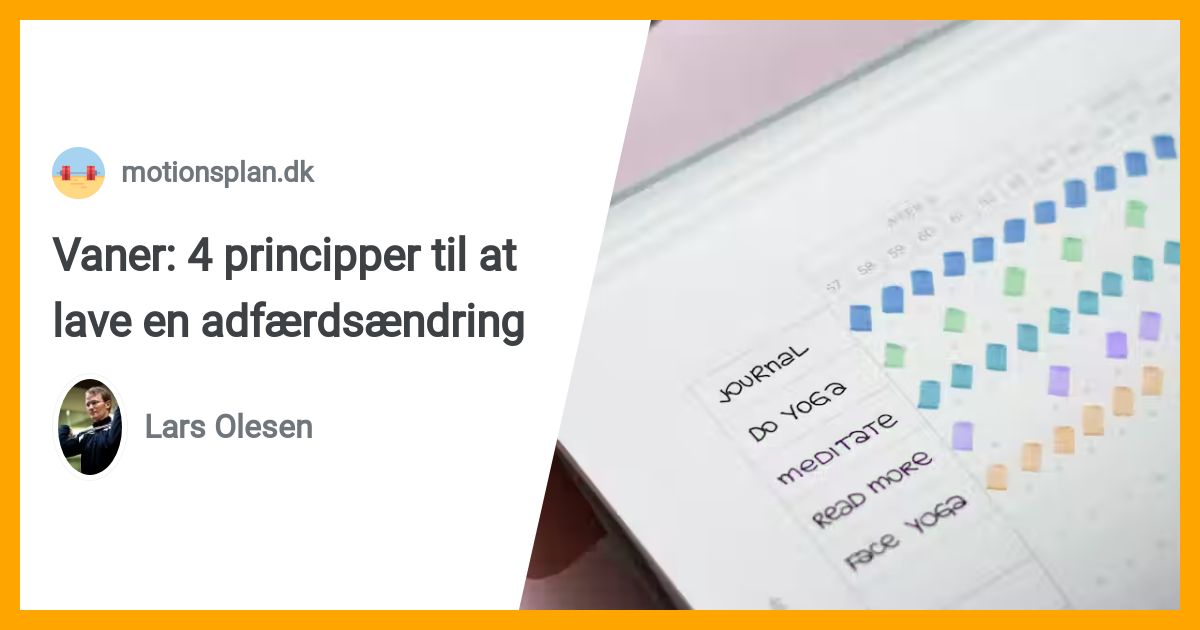 motionsplan.dk
Vaner: 4 principper til at
lave en adfærdsændring
Lars Olesen
57 58 59 60 61
JOURNAL
DO YOGA
MEDITATE
READ MORE
FACE YOGA